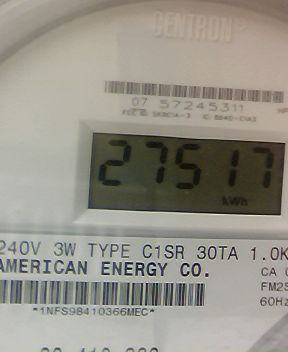 CENTRON®
07 57245311
27517
kWh
240V 3W TYPE C1SR 30TA 1.0K
AMERICAN ENERGY CO.
CA
FM2S
60Hz
*1NFS98410366MEC*